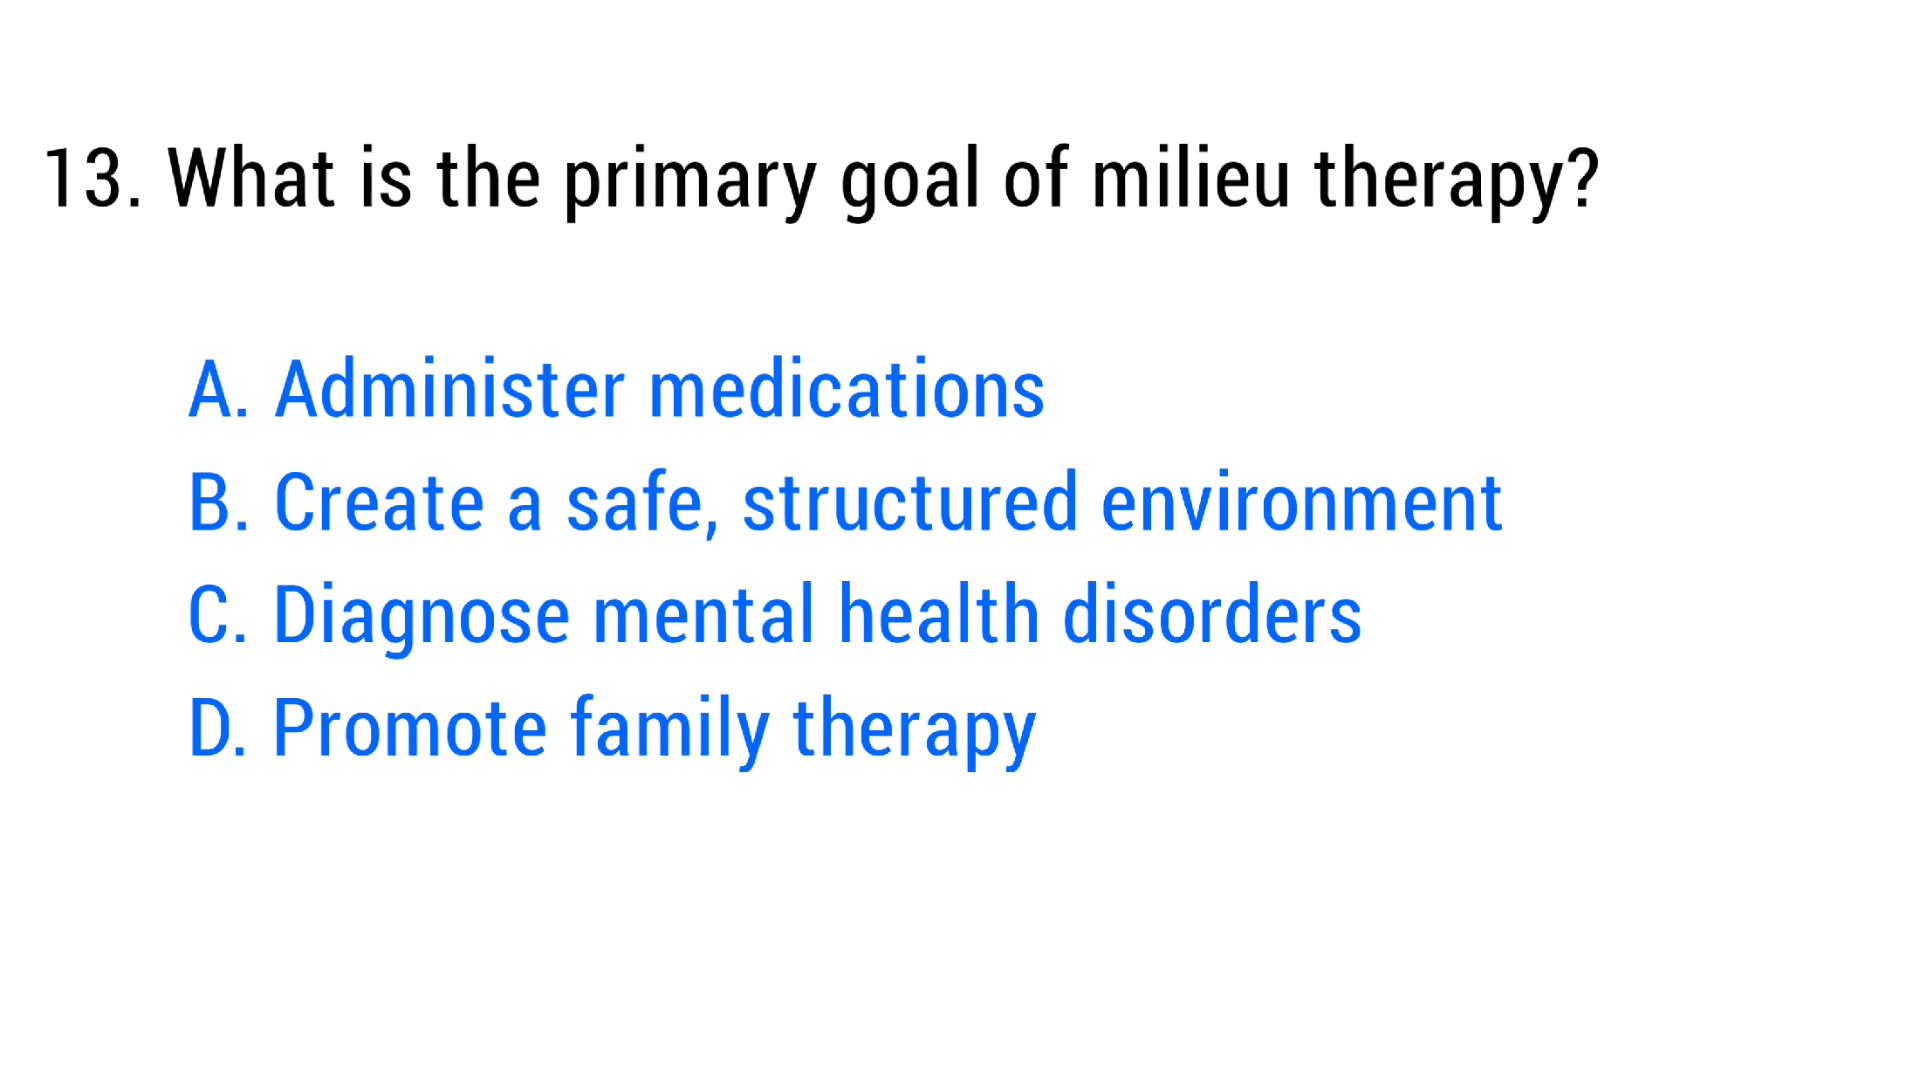 13. What is the primary goal of milieu therapy?
A. Administer medications
B. Create a safe, structured environment
C. Diagnose mental health disorders
D. Promote family therapy